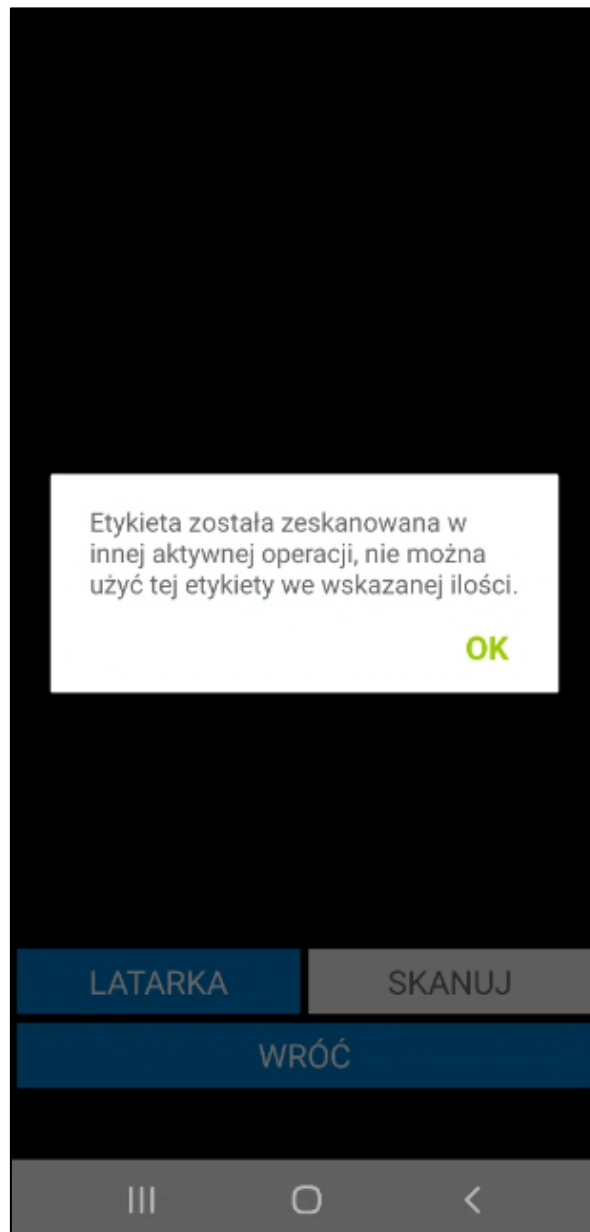 Etykieta została zeskanowana w
innej aktywnej operacji, nie można
użyć tej etykiety we wskazanej ilości.
OK
LATARKA SKANUJ
WRÓĆ